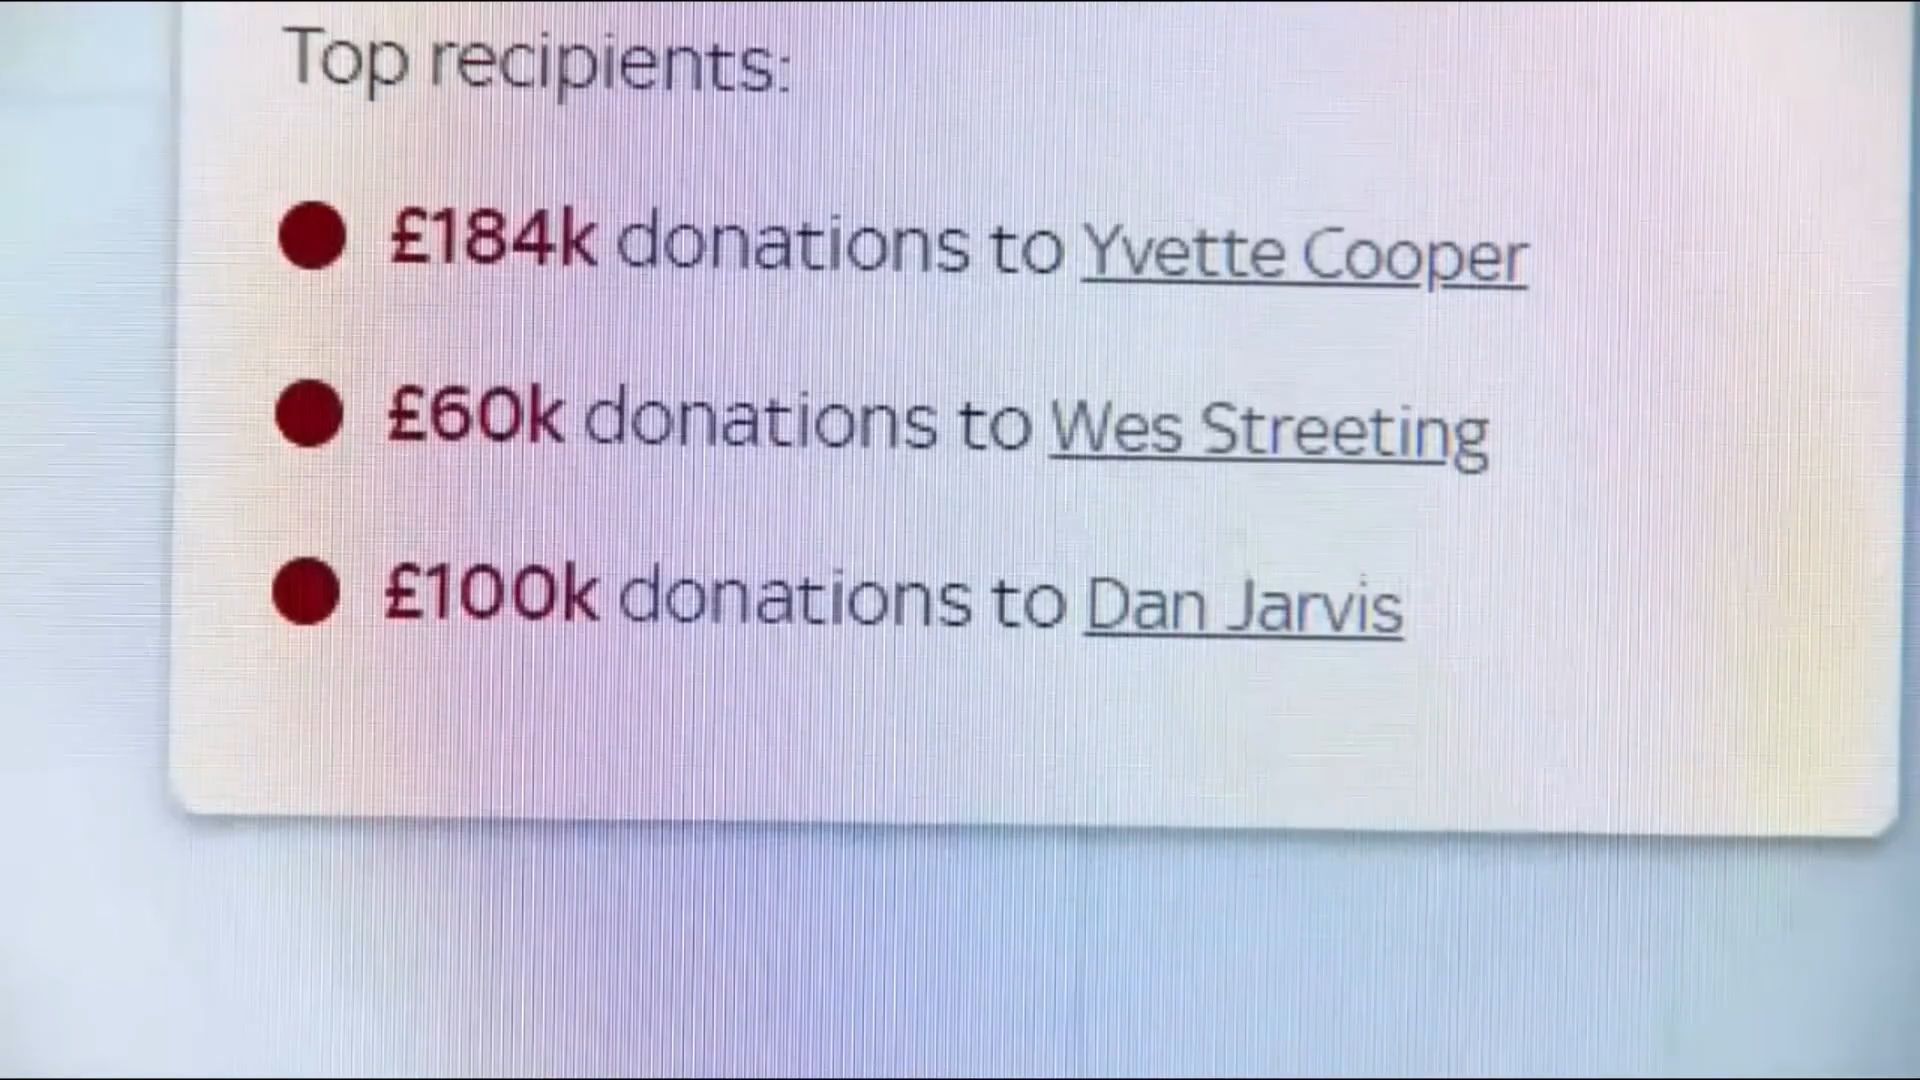 Top recipients:
£184k donations to Yvette Cooper
£60k donations to Wes Streeting
£100k donations to Dan Jarvis